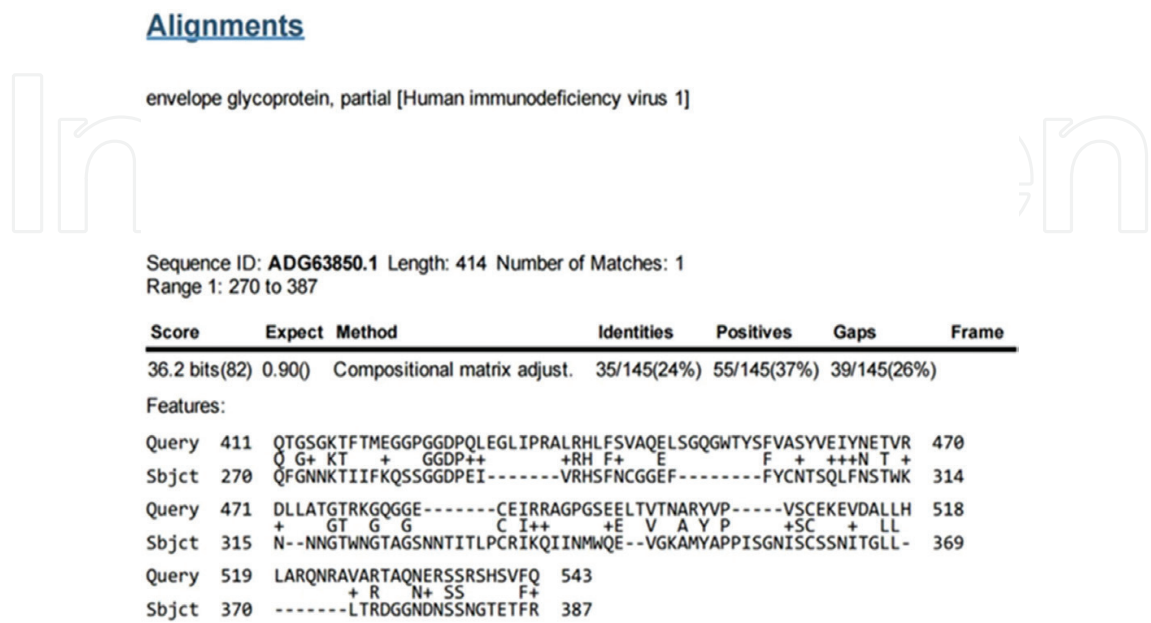 Alignments
envelope glycoprotein, partial [Human immunodeficiency virus 1]
In en
Sequence ID: ADG63850.1 Length: 414 Number of Matches: 1
Range 1: 270 to 387
Score Expect Method Identities Positives Gaps Frame
36.2 bits(82) 0.90() Compositional matrix adjust. 35/145(24%) 55/145(37%) 39/145(26%)
Features:
Query 411 QTGSGKTFTMEGGPGGDPQLEGLIPRALRHLFSVAQELSGQGWTYSFVASYVEIYNETVR 470
Q G+ KT + GGDP++ +RH F+ E F + +++N T +
Sbjct 270 QFGNNKTIIFKQSSGGDPEI-------VRHSFNCGGEF--------FYCNTSQLFNSTWK 314
Query 471 DLLATGTRKGQGGE-------CEIRRAGPGSEELTVTNARYVP-----VSCEKEVDALLH 518
+ GT G G C I++ +E V A Y P +SC + LL
Sbjct 315 N--NNGTWNGTAGSNNTITLPCRIKQIINMWQE--VGKAMYAPPISGNISCSSNITGLL- 369
Query 519 LARQNRAVARTAQNERSSRSHSVFQ 543
+ R N+ SS F+
Sbjct 370 -------LTRDGGNDNSSNGTETFR 387